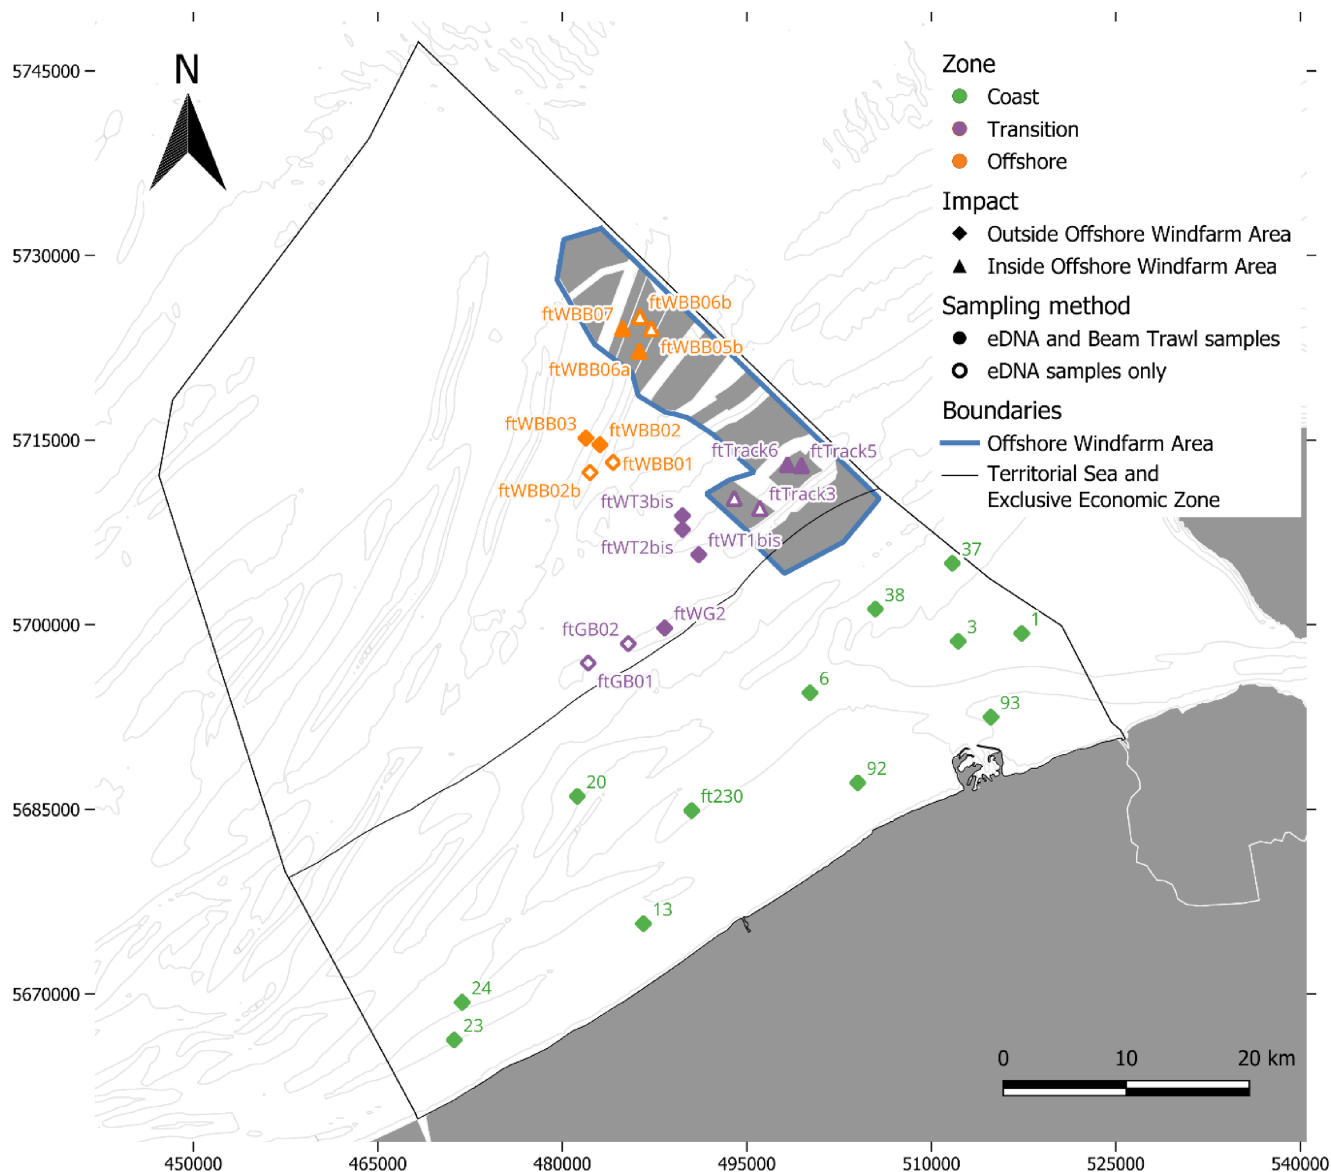 N
5745000
5730000
5715000
5700000
5685000
5670000
Zone
Coast
Transition
Offshore
Impact
Outside Offshore Windfarm Area
Inside Offshore Windfarm Area
Sampling method
eDNA and Beam Trawl samples
eDNA samples only
Boundaries
Offshore Windfarm Area
Territorial Sea and
Exclusive Economic Zone
ftWBB06b
ftWBB07
ftWBB05b
ftWBB06a
ftWBB03
ftWBB02
ftWBB01
ftWBB02b
ftTrack6
ftTrack5
ftTrack3
ftWT3bis
ftWT1bis
ftWT2bis
ftWG2
ftGB02
ftGB01
37
38
3
1
6
93
92
20
ft230
13
24
23
0 10 20 km
450000 465000 480000 495000 510000 525000 540000